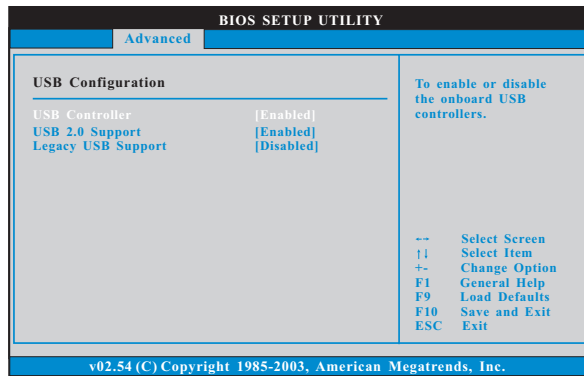 BIOS SETUP UTILITY
Advanced
USB Configuration
USB Controller [Enabled]
USB 2.0 Support [Enabled]
Legacy USB Support [Disabled]
To enable or disable
the onboard USB
controllers.
←→ Select Screen
↑↓ Select Item
+- Change Option
F1 General Help
F9 Load Defaults
F10 Save and Exit
ESC Exit
v02.54 (C) Copyright 1985-2003, American Megatrends, Inc.